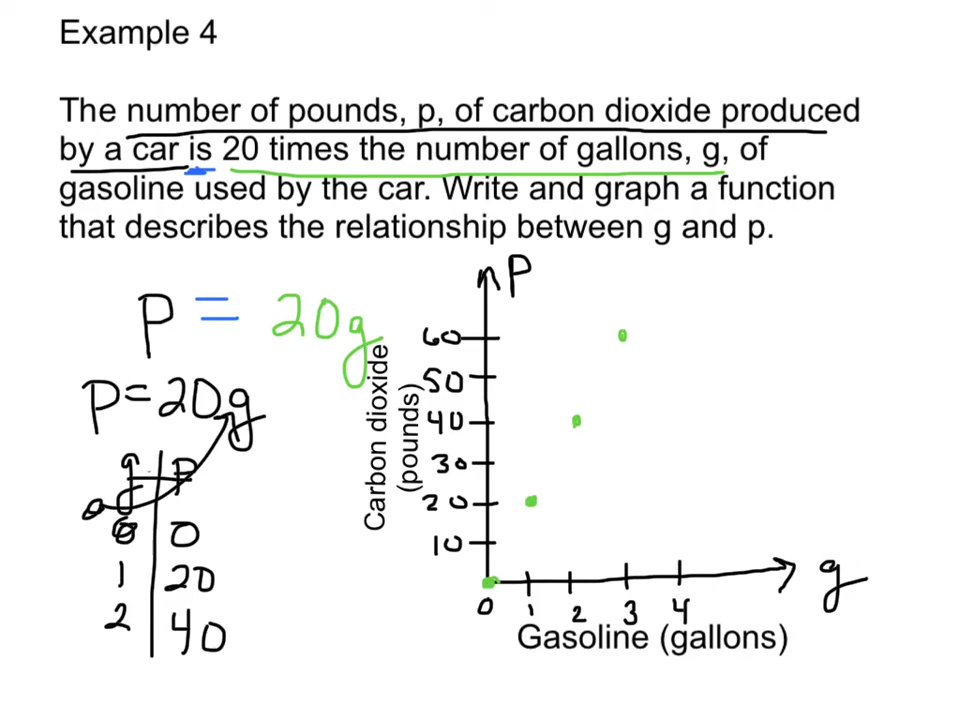 Example 4
The number of pounds, p, of carbon dioxide produced
by a car is 20 times the number of gallons, g, of
gasoline used by the car. Write and graph a function
that describes the relationship between g and p.
P = 20g
P=20g
g P
0 0
1 20
2 40
P
60
50
40
30
20
10
Carbon dioxide
(pounds)
0 1 2 3 4
g
Gasoline (gallons)